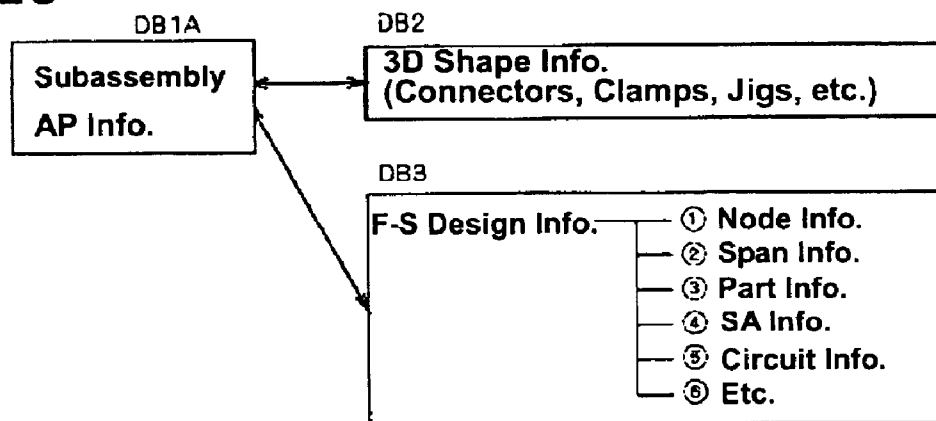 DB1A
Subassembly
AP Info.
DB2
3D Shape Info.
(Connectors, Clamps, Jigs, etc.)
DB3
F-S Design Info.
① Node Info.
② Span Info.
③ Part Info.
④ SA Info.
⑤ Circuit Info.
⑥ Etc.